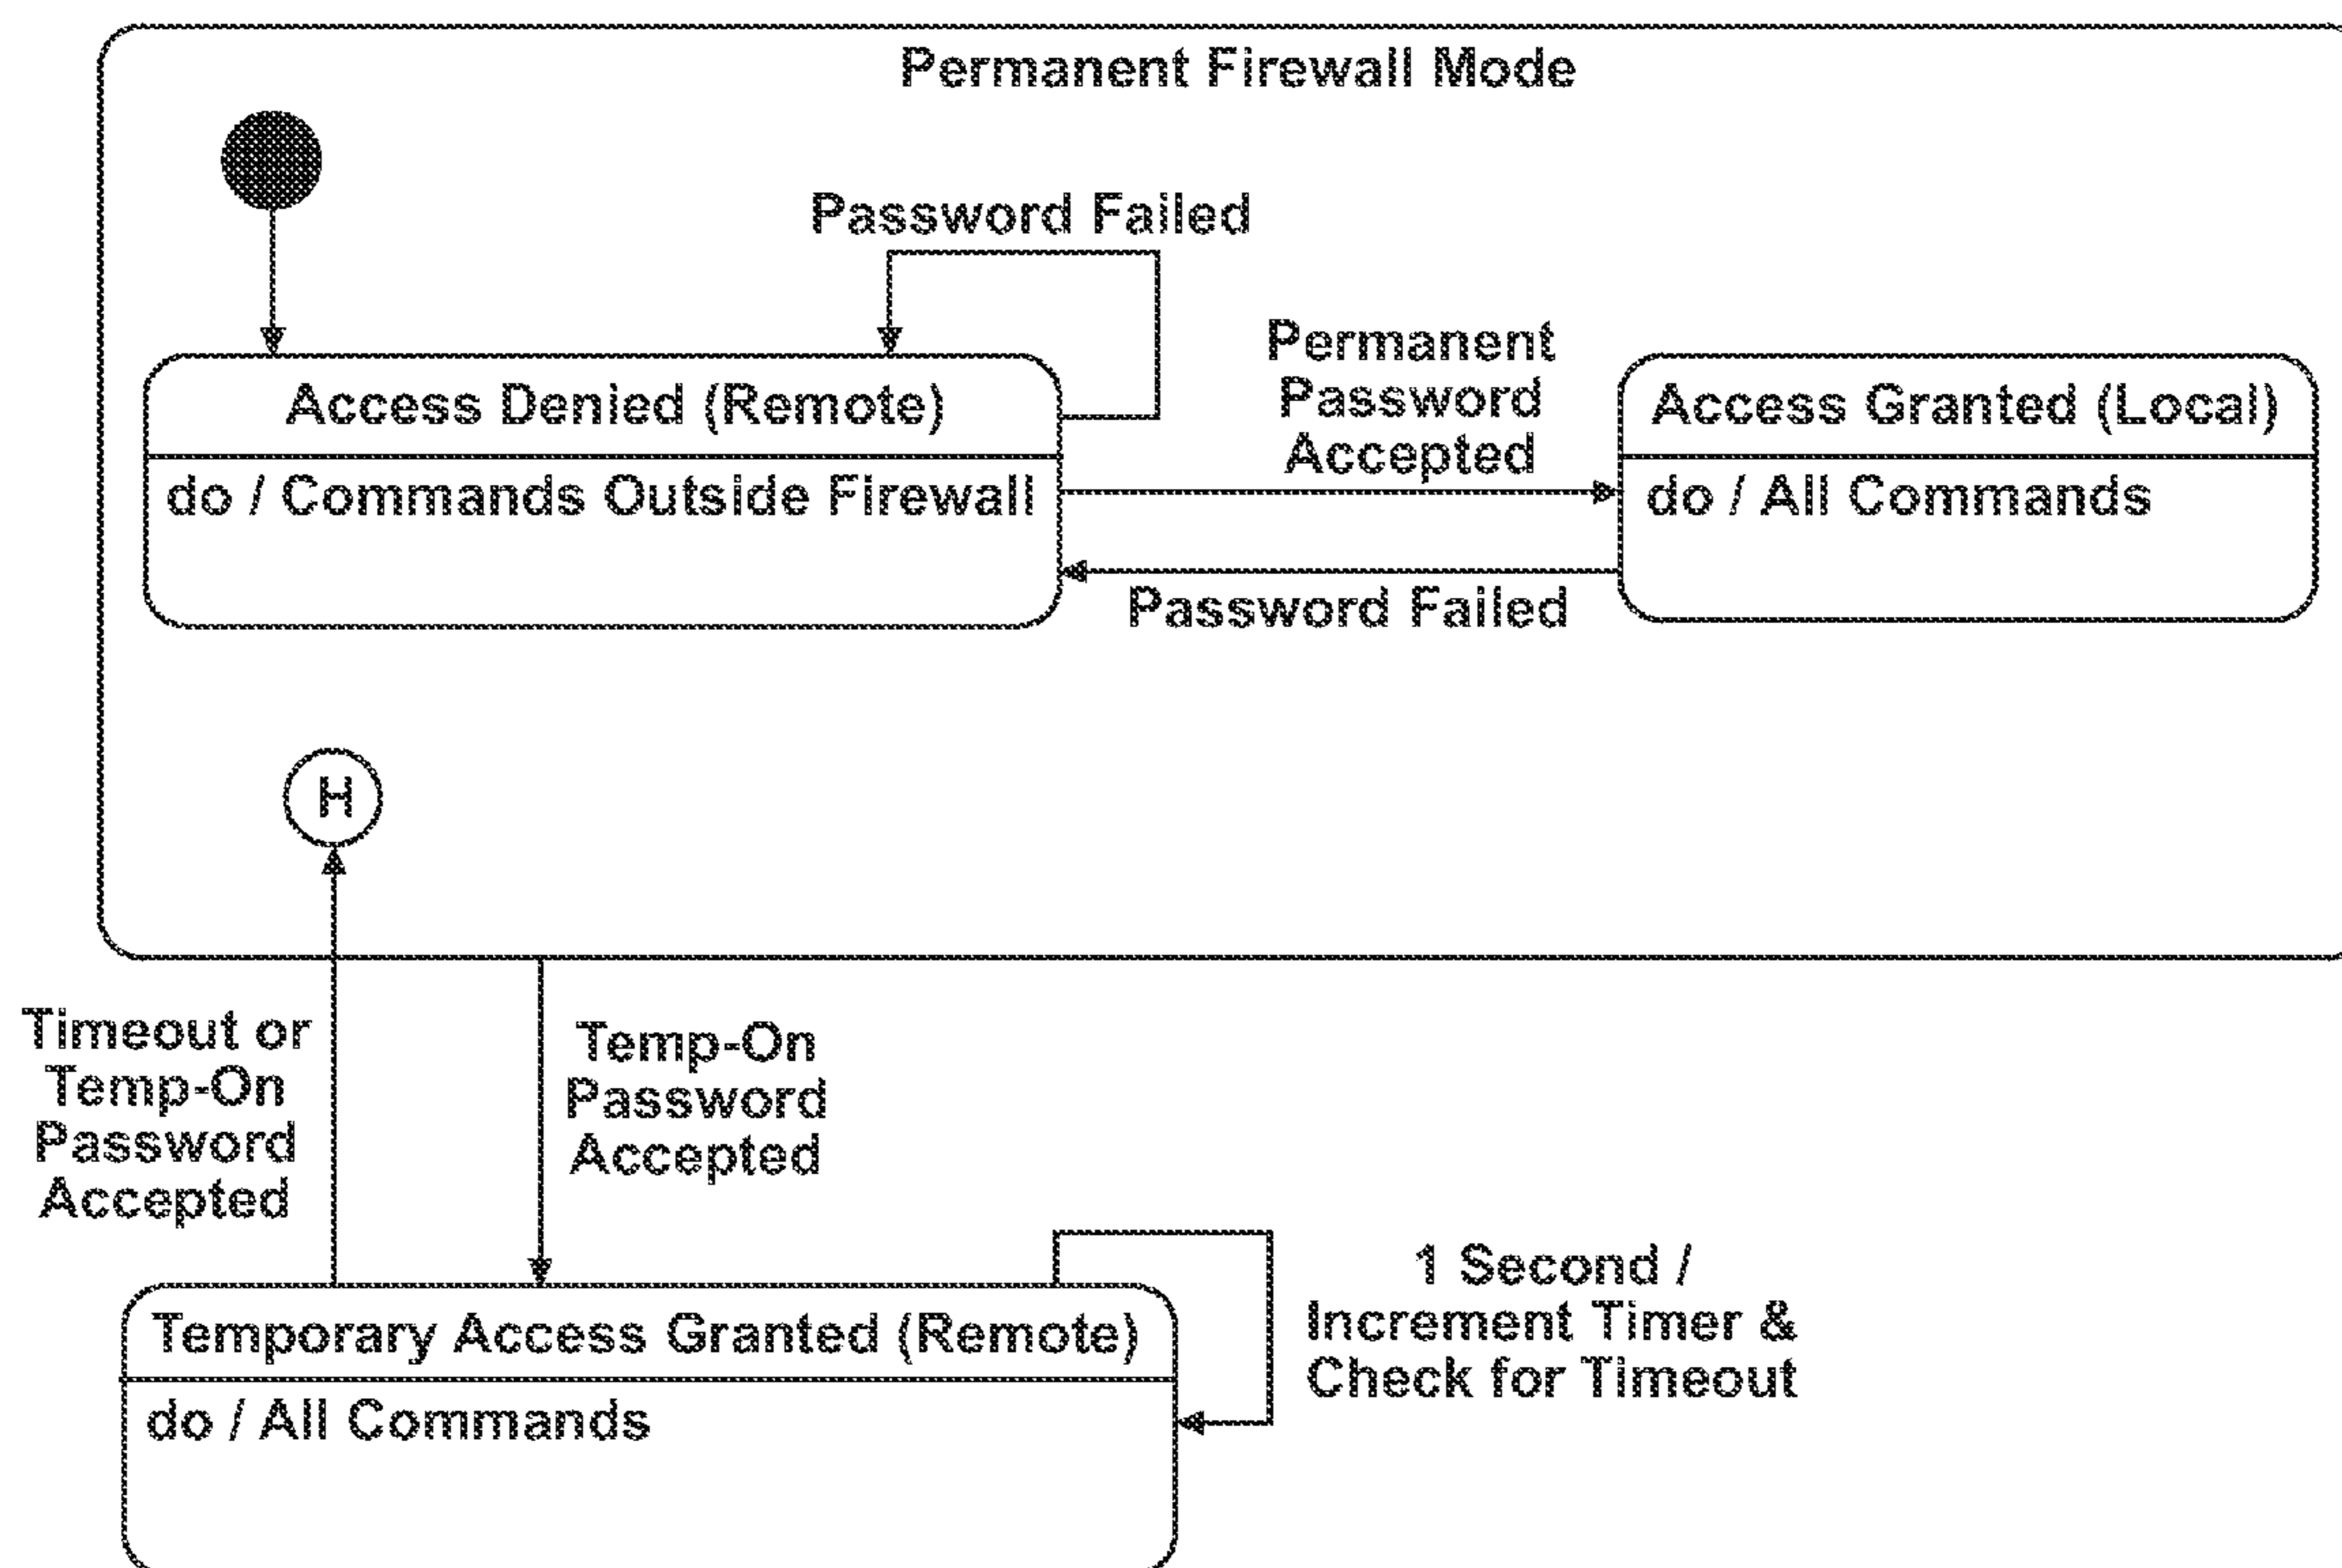 Permanent Firewall Mode
Password Failed
Access Denied (Remote)
do / Commands Outside Firewall
Permanent
Password
Accepted
Access Granted (Local)
do / All Commands
Password Failed
H
Timeout or
Temp-On
Password
Accepted
Temp-On
Password
Accepted
Temporary Access Granted (Remote)
do / All Commands
1 Second /
Increment Timer &
Check for Timeout